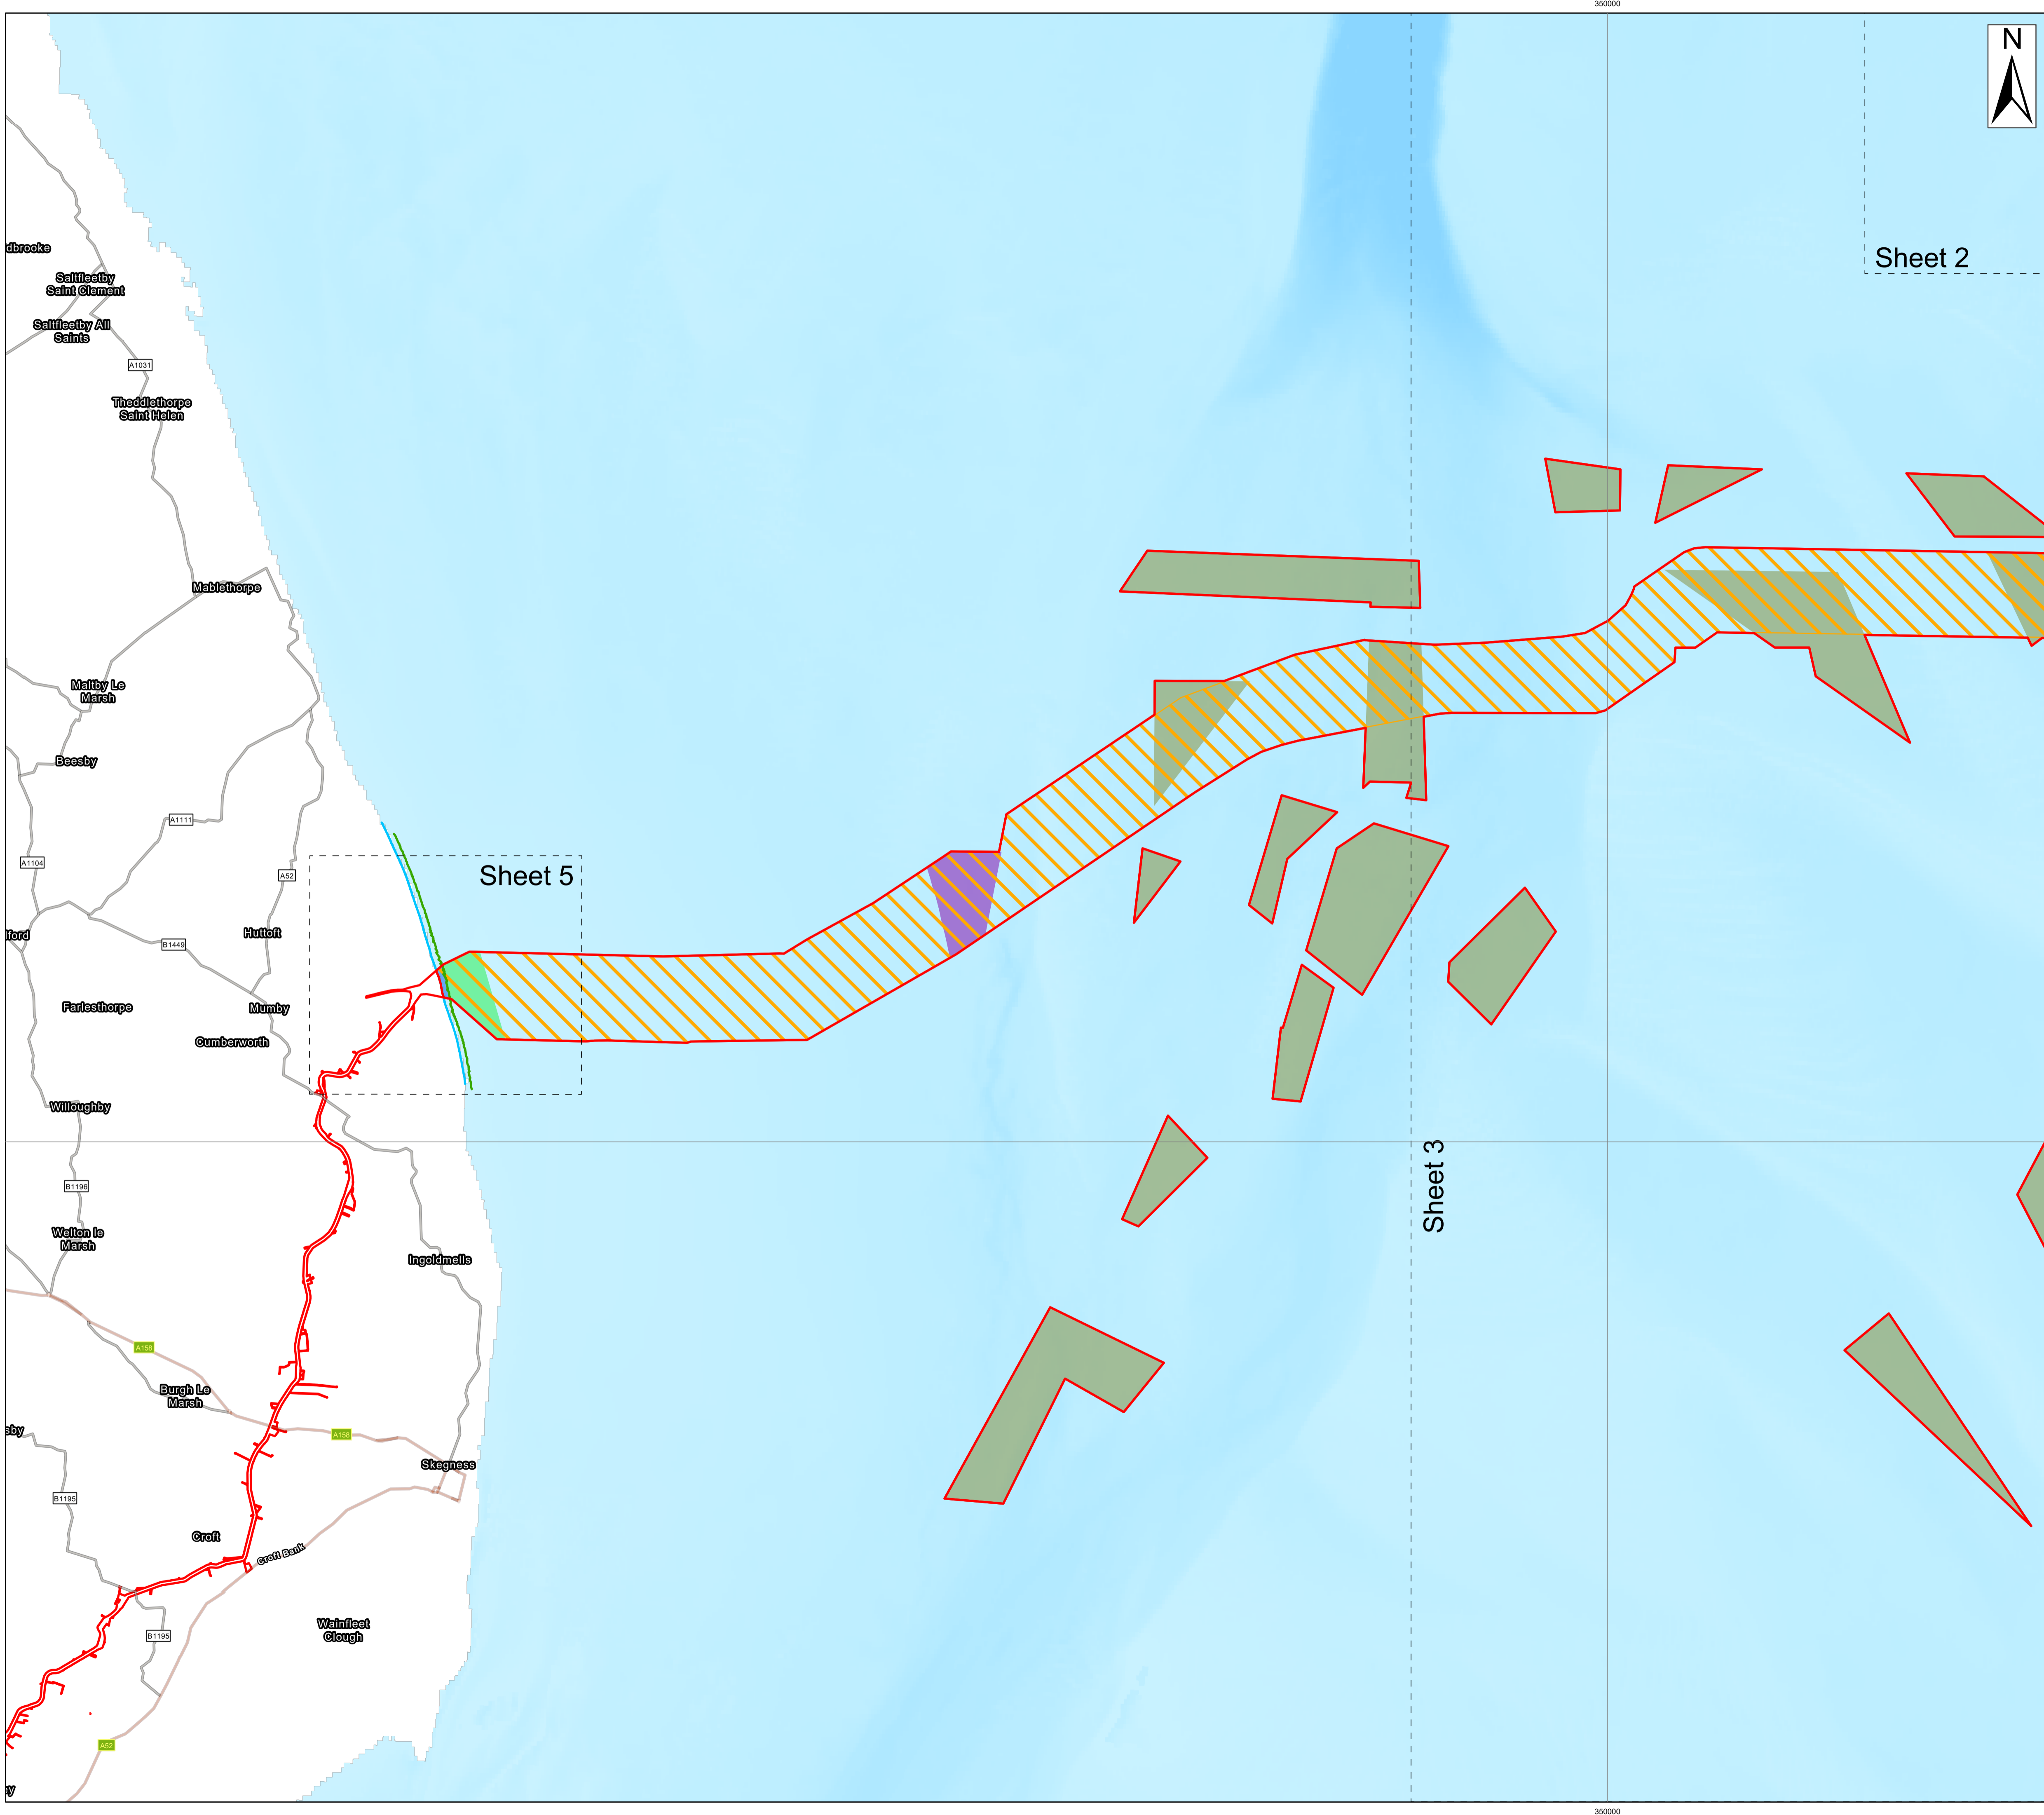 350000
N
Sheet 2
dbrooke
Saltfleetby
Saint Clement
Saltfleetby All
Saints
A1031
Theddlethorpe
Saint Helen
Mablethorpe
Maltby Le
Marsh
Beesby
A1111
A1104
A52
Sheet 5
lford
B1449
Huttoft
Farlesthorpe
Mumby
Cumberworth
Willoughby
Sheet 3
B1196
Welton le
Marsh
Ingoldmells
A158
Burgh Le
Marsh
sby
A158
Skegness
B1195
Croft
Croft Bank
Wainfleet
Clough
B1195
A52
y
350000